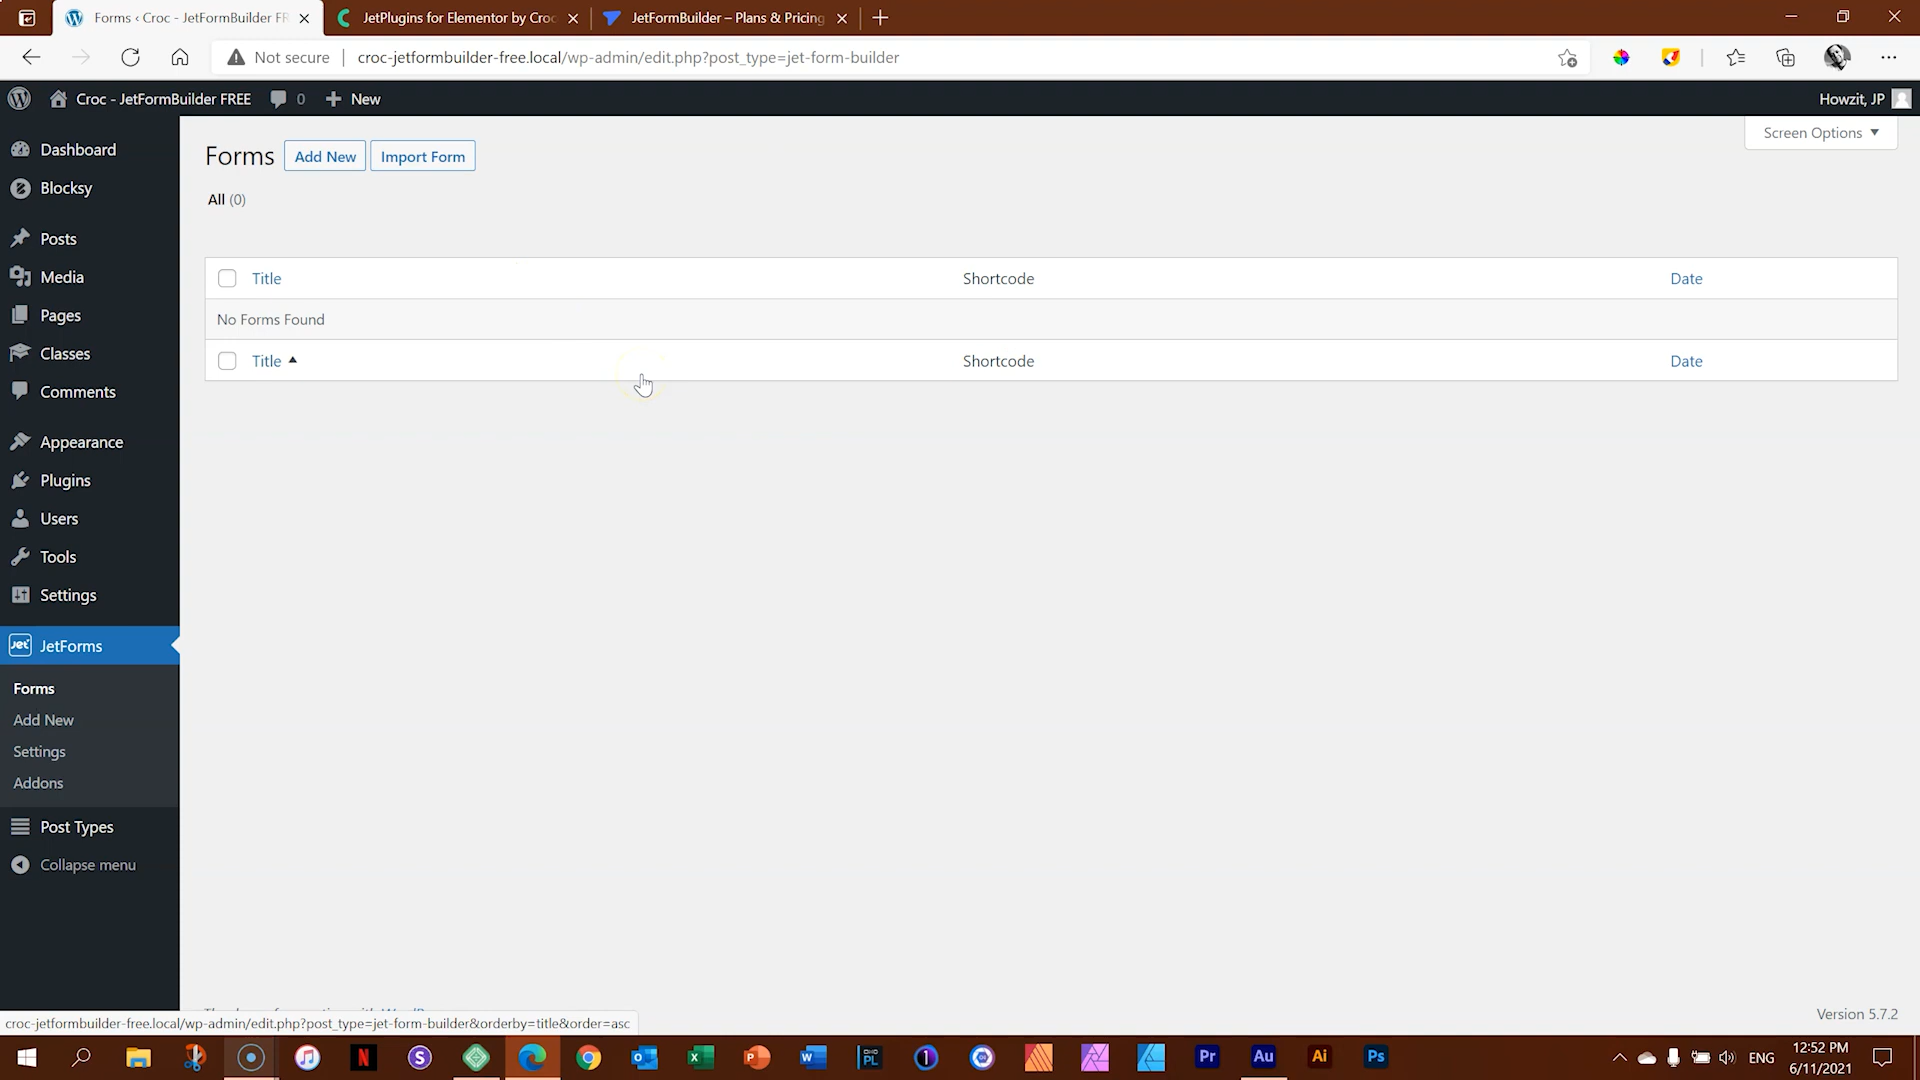 Forms ‹ Croc - JetFormBuilder FR
JetPlugins for Elementor by Croc
JetFormBuilder – Plans & Pricing
Not secure
croc-jetformbuilder-free.local/wp-admin/edit.php?post_type=jet-form-builder
Croc - JetFormBuilder FREE
0
New
Howzit, JP
Screen Options
Dashboard
Blocksy
Posts
Media
Pages
Classes
Comments
Appearance
Plugins
Users
Tools
Settings
JetForms
Forms
Add New
Settings
Addons
Post Types
Collapse menu
Forms
Add New
Import Form
All (0)
Title
Shortcode
Date
No Forms Found
Title
Shortcode
Date
Version 5.7.2
croc-jetformbuilder-free.local/wp-admin/edit.php?post_type=jet-form-builder&orderby=title&order=asc
ENG
12:52 PM
6/11/2021